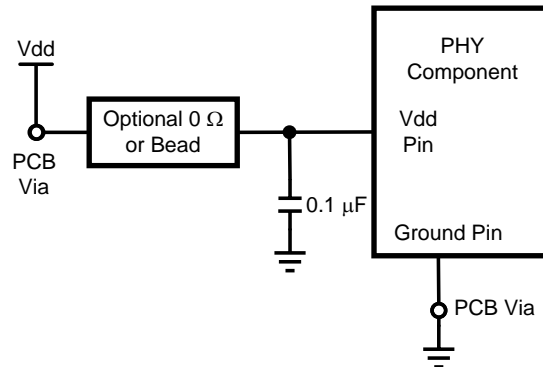 Vdd
PCB
Via
Optional 0 Ω
or Bead
0.1 μF
PHY
Component
Vdd
Pin
Ground Pin
PCB Via